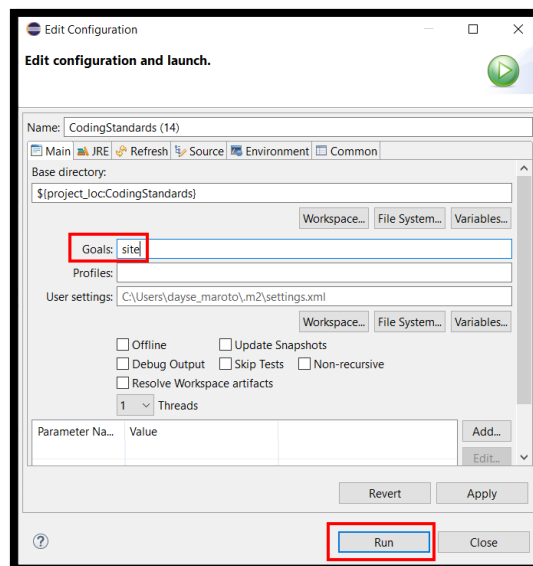 Edit Configuration
Edit configuration and launch.
Name: CodingStandards (14)
Main JRE Refresh Source Environment Common
Base directory:
${project_loc:CodingStandards}
Workspace... File System... Variables...
Goals: site
Profiles:
User settings: C:\Users\dayse_maroto\.m2\settings.xml
Workspace... File System... Variables...
Offline Update Snapshots
Debug Output Skip Tests Non-recursive
Resolve Workspace artifacts
1 Threads
Parameter Na... Value Add...
Edit...
Revert Apply
? Run Close